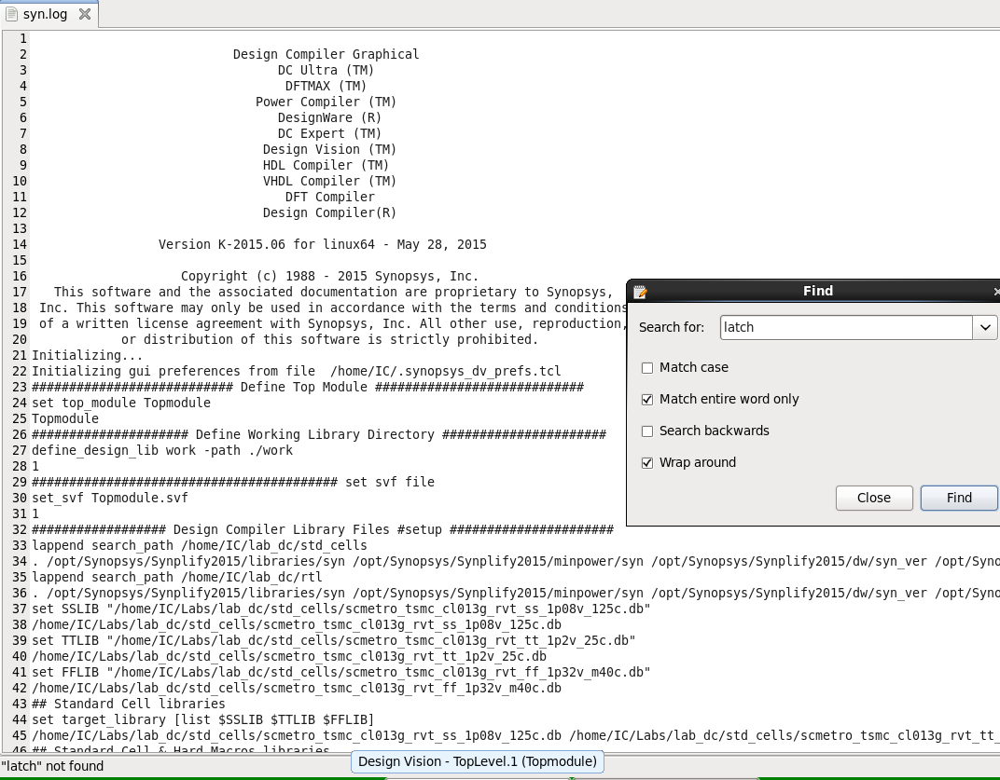 syn.log
1
2 Design Compiler Graphical
3 DC Ultra (TM)
4 DFTMAX (TM)
5 Power Compiler (TM)
6 DesignWare (R)
7 DC Expert (TM)
8 Design Vision (TM)
9 HDL Compiler (TM)
10 VHDL Compiler (TM)
11 DFT Compiler
12 Design Compiler(R)
13
14 Version K-2015.06 for linux64 - May 28, 2015
15
16 Copyright (c) 1988 - 2015 Synopsys, Inc.
17 This software and the associated documentation are proprietary to Synopsys,
18 Inc. This software may only be used in accordance with the terms and conditions
19 of a written license agreement with Synopsys, Inc. All other use, reproduction,
20 or distribution of this software is strictly prohibited.
21 Initializing...
22 Initializing gui preferences from file  /home/IC/.synopsys_dv_prefs.tcl
23 ########################### Define Top Module ############################
24 set top_module Topmodule
25 Topmodule
26 ##################### Define Working Library Directory ######################
27 define_design_lib work -path ./work
28 1
29 ######################################### set svf file
30 set_svf Topmodule.svf
31 1
32 ################## Design Compiler Library Files #setup ######################
33 lappend search_path /home/IC/lab_dc/std_cells
34 . /opt/Synopsys/Synplify2015/libraries/syn /opt/Synopsys/Synplify2015/minpower/syn /opt/Synopsys/Synplify2015/dw/syn_ver /opt/Syno
35 lappend search_path /home/IC/lab_dc/rtl
36 . /opt/Synopsys/Synplify2015/libraries/syn /opt/Synopsys/Synplify2015/minpower/syn /opt/Synopsys/Synplify2015/dw/syn_ver /opt/Syno
37 set SSLIB "/home/IC/Labs/lab_dc/std_cells/scmetro_tsmc_cl013g_rvt_ss_1p08v_125c.db"
38 /home/IC/Labs/lab_dc/std_cells/scmetro_tsmc_cl013g_rvt_ss_1p08v_125c.db
39 set TTLIB "/home/IC/Labs/lab_dc/std_cells/scmetro_tsmc_cl013g_rvt_tt_1p2v_25c.db"
40 /home/IC/Labs/lab_dc/std_cells/scmetro_tsmc_cl013g_rvt_tt_1p2v_25c.db
41 set FFLIB "/home/IC/Labs/lab_dc/std_cells/scmetro_tsmc_cl013g_rvt_ff_1p32v_m40c.db"
42 /home/IC/Labs/lab_dc/std_cells/scmetro_tsmc_cl013g_rvt_ff_1p32v_m40c.db
43 ## Standard Cell libraries
44 set target_library [list $SSLIB $TTLIB $FFLIB]
45 /home/IC/Labs/lab_dc/std_cells/scmetro_tsmc_cl013g_rvt_ss_1p08v_125c.db /home/IC/Labs/lab_dc/std_cells/scmetro_tsmc_cl013g_rvt_tt_
46 ## Standard Cell & Hard Macros libraries
Find
Search for: latch
Match case
Match entire word only
Search backwards
Wrap around
Close Find
"latch" not found
Design Vision - TopLevel.1 (Topmodule)